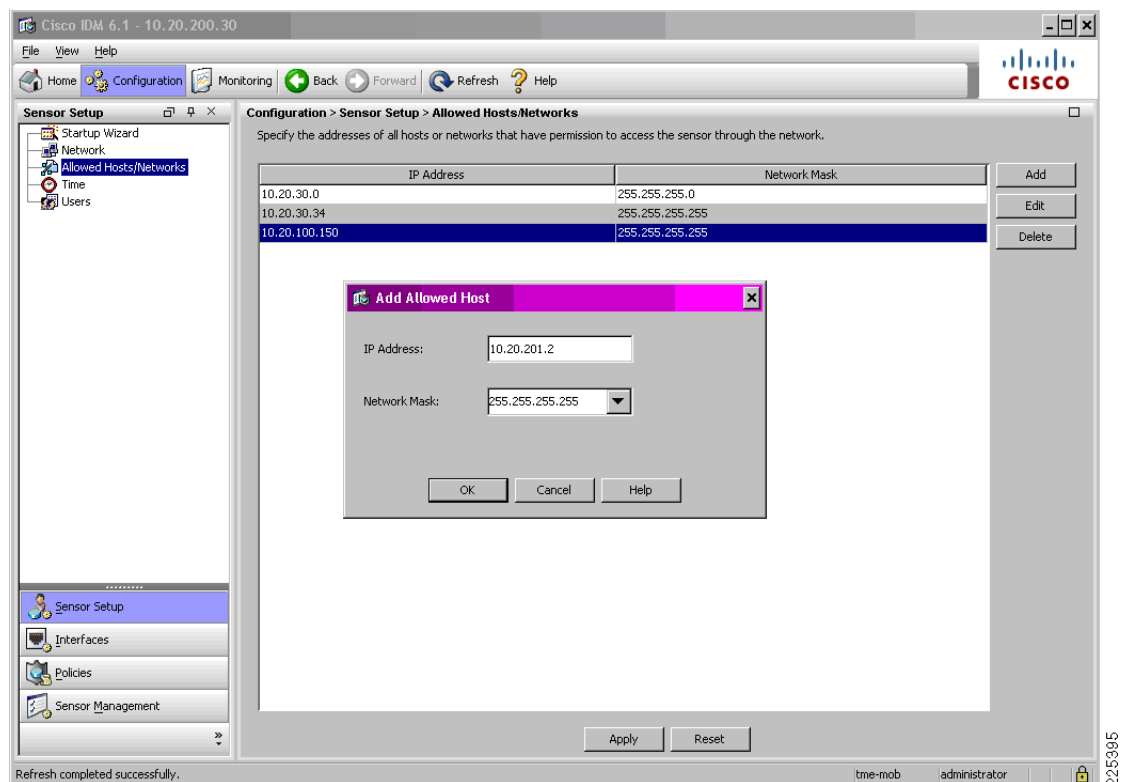 Cisco IDM 6.1 - 10.20.200.30
File View Help
Home Configuration Monitoring Back Forward Refresh Help
CISCO
Sensor Setup
Startup Wizard
Network
Allowed Hosts/Networks
Time
Users
Configuration > Sensor Setup > Allowed Hosts/Networks
Specify the addresses of all hosts or networks that have permission to access the sensor through the network.
IP Address Network Mask
10.20.30.0 255.255.255.0
10.20.30.34 255.255.255.255
10.20.100.150 255.255.255.255
Add
Edit
Delete
Add Allowed Host
IP Address: 10.20.201.2
Network Mask: 255.255.255.255
OK Cancel Help
Sensor Setup
Interfaces
Policies
Sensor Management
Apply Reset
Refresh completed successfully. tme-mob administrator
225395